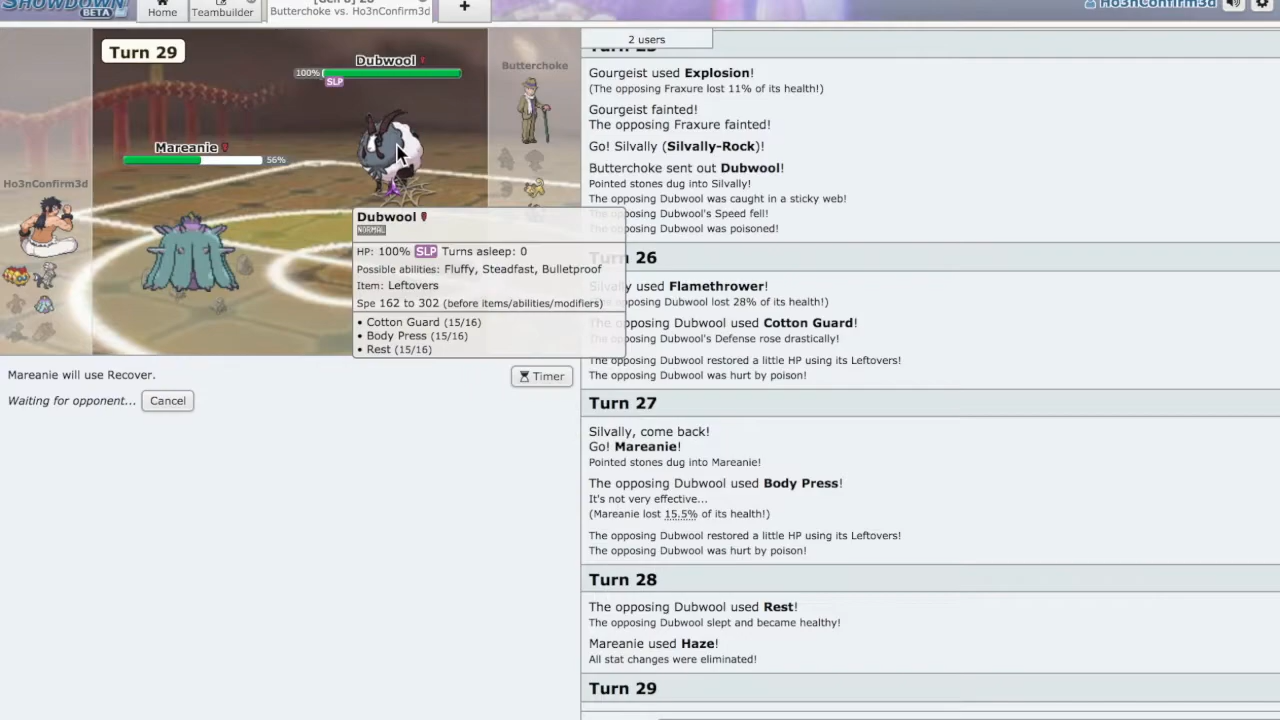 SHOWDOWN
BETA
Home
Teambuilder
Butterchoke vs. Ho3nConfirm3d
+
Ho3nConfirm3d
2 users
Turn 29
Dubwool
100%
SLP
Butterchoke
Mareanie
56%
Ho3nConfirm3d
Dubwool
NORMAL
HP: 100% SLP Turns asleep: 0
Possible abilities: Fluffy, Steadfast, Bulletproof
Item: Leftovers
Spe 162 to 302 (before items/abilities/modifiers)
• Cotton Guard (15/16)
• Body Press (15/16)
• Rest (15/16)
Mareanie will use Recover.
Timer
Waiting for opponent...
Cancel
Gourgeist used Explosion!
(The opposing Fraxure lost 11% of its health!)
Gourgeist fainted!
The opposing Fraxure fainted!
Go! Silvally (Silvally-Rock)!
Butterchoke sent out Dubwool!
Pointed stones dug into Silvally!
The opposing Dubwool was caught in a sticky web!
The opposing Dubwool's Speed fell!
The opposing Dubwool was poisoned!
26
used Flamethrower!
opposing Dubwool lost 28% of its health!)
The opposing Dubwool used Cotton Guard!
The opposing Dubwool's Defense rose drastically!
The opposing Dubwool restored a little HP using its Leftovers!
The opposing Dubwool was hurt by poison!
Turn 27
Silvally, come back!
Go! Mareanie!
Pointed stones dug into Mareanie!
The opposing Dubwool used Body Press!
It's not very effective...
(Mareanie lost 15.5% of its health!)
The opposing Dubwool restored a little HP using its Leftovers!
The opposing Dubwool was hurt by poison!
Turn 28
The opposing Dubwool used Rest!
The opposing Dubwool slept and became healthy!
Mareanie used Haze!
All stat changes were eliminated!
Turn 29